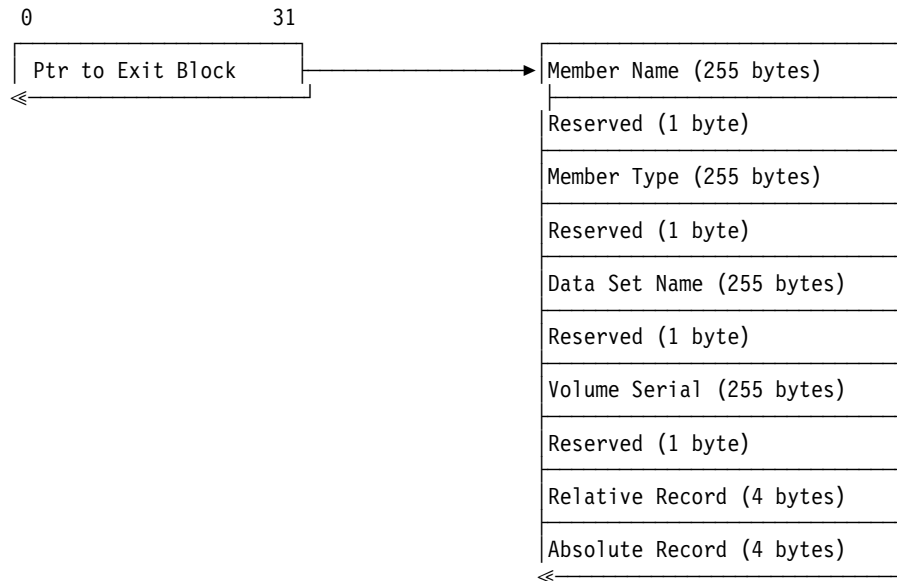 0 31
Ptr to Exit Block
Member Name (255 bytes)
Reserved (1 byte)
Member Type (255 bytes)
Reserved (1 byte)
Data Set Name (255 bytes)
Reserved (1 byte)
Volume Serial (255 bytes)
Reserved (1 byte)
Relative Record (4 bytes)
Absolute Record (4 bytes)